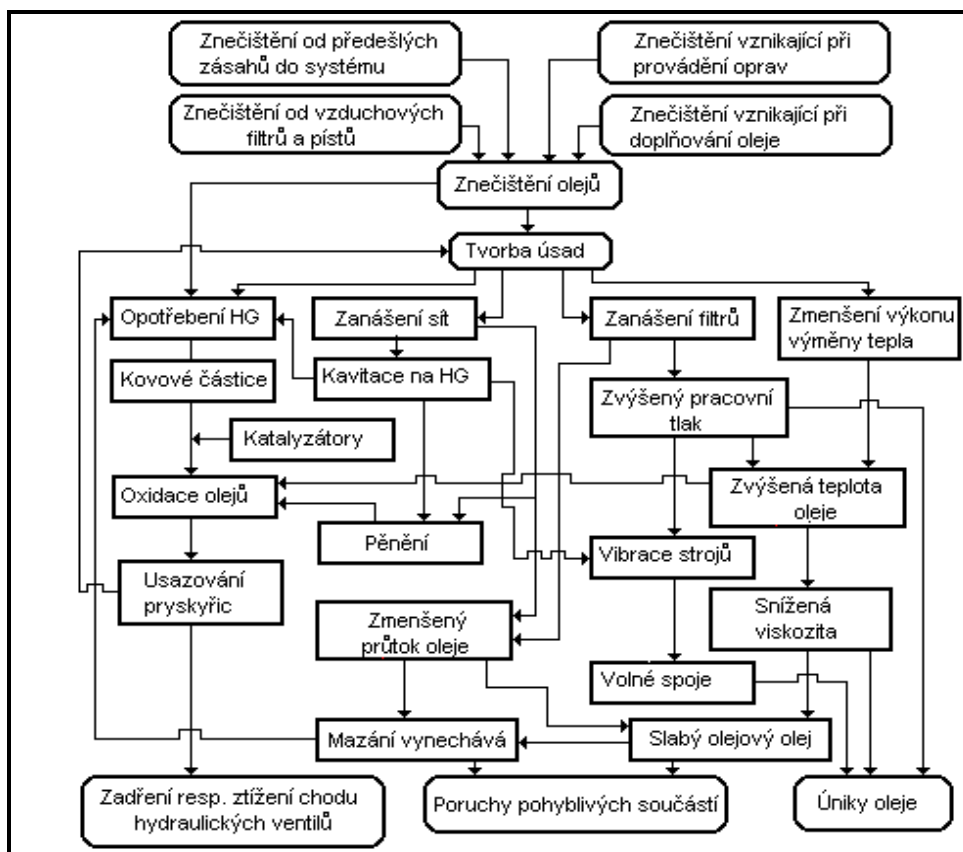 Znečištění od předešlých
zásahů do systému
Znečištění vznikající při
provádění oprav
Znečištění od vzduchových
filtrů a pístů
Znečištění vznikající při
doplňování oleje
Znečištění olejů
Tvorba úsad
Opotřebení HG
Zanášení sít
Zanášení filtrů
Zmenšení výkonu
výměny tepla
Kovové částice
Kavitace na HG
Zvýšený pracovní
tlak
Katalyzátory
Oxidace olejů
Zvýšená teplota
oleje
Pěnění
Vibrace strojů
Usazování
pryskyřic
Snížená
viskozita
Zmenšený
průtok oleje
Volné spoje
Mazání vynechává
Slabý olejový olej
Zadření resp. ztížení chodu
hydraulických ventilů
Poruchy pohyblivých součástí
Úniky oleje